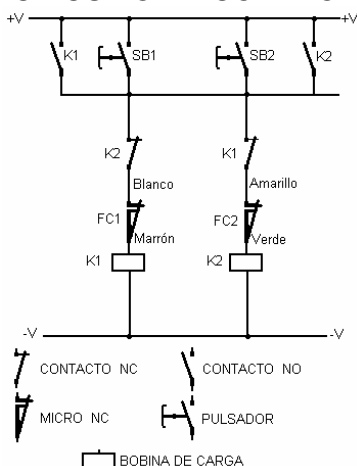 +V +V
K1 SB1 SB2 K2
K2 K1
Blanco Amarillo
FC1 FC2
Marrón Verde
K1 K2
-V -V
CONTACTO NC CONTACTO NO
MICRO NC PULSADOR
BOBINA DE CARGA